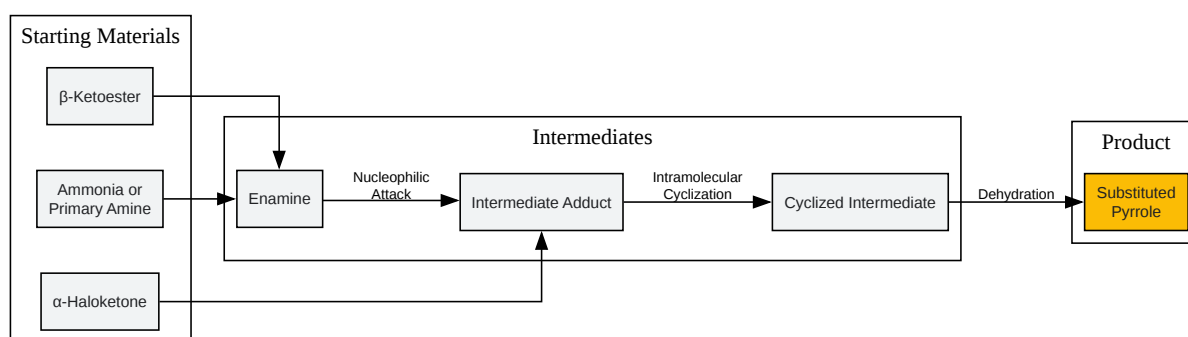 Starting Materials
β-Ketoester
Ammonia or
Primary Amine
α-Haloketone
Intermediates
Enamine
Nucleophilic
Attack
Intermediate Adduct
Intramolecular
Cyclization
Cyclized Intermediate
Dehydration
Product
Substituted
Pyrrole